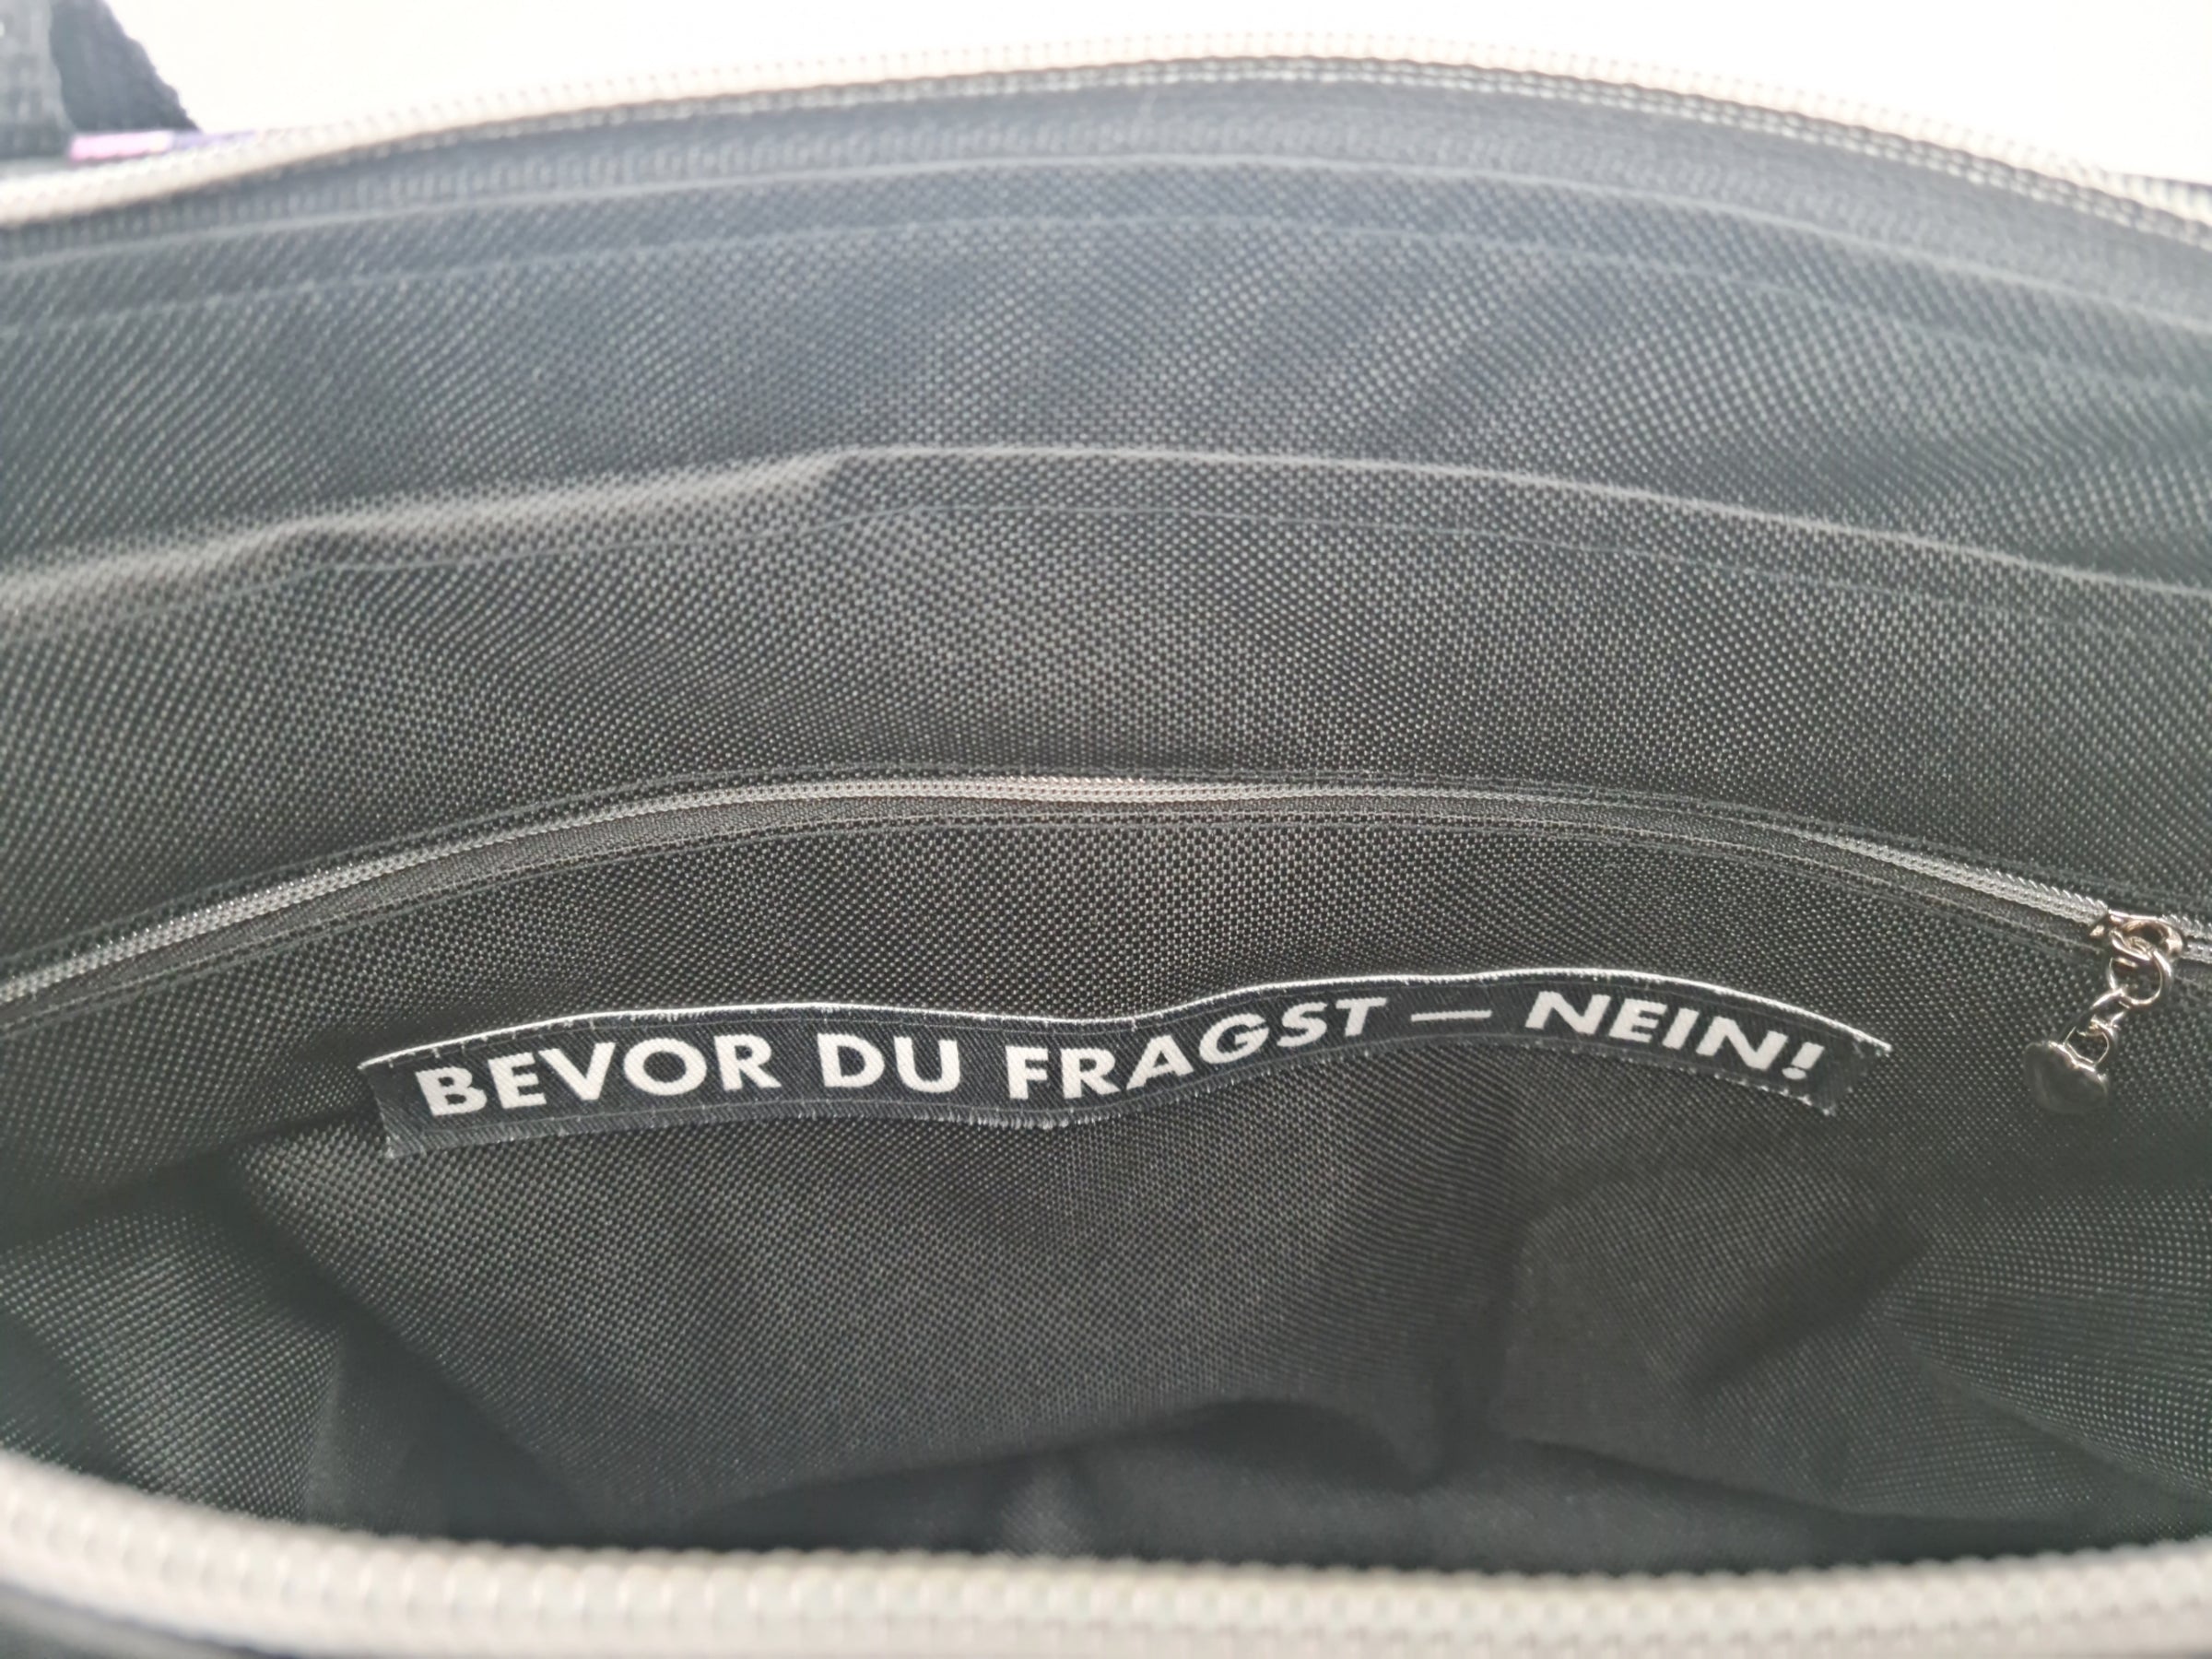 BEVOR DU FRAGST — NEIN!